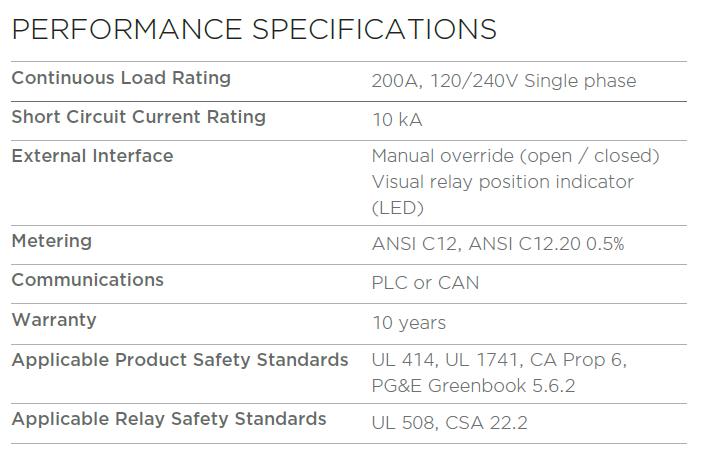 PERFORMANCE SPECIFICATIONS
Continuous Load Rating 200A, 120/240V Single phase
Short Circuit Current Rating 10 kA
External Interface Manual override (open / closed)
Visual relay position indicator
(LED)
Metering ANSI C12, ANSI C12.20 0.5%
Communications PLC or CAN
Warranty 10 years
Applicable Product Safety Standards UL 414, UL 1741, CA Prop 6,
PG&E Greenbook 5.6.2
Applicable Relay Safety Standards UL 508, CSA 22.2